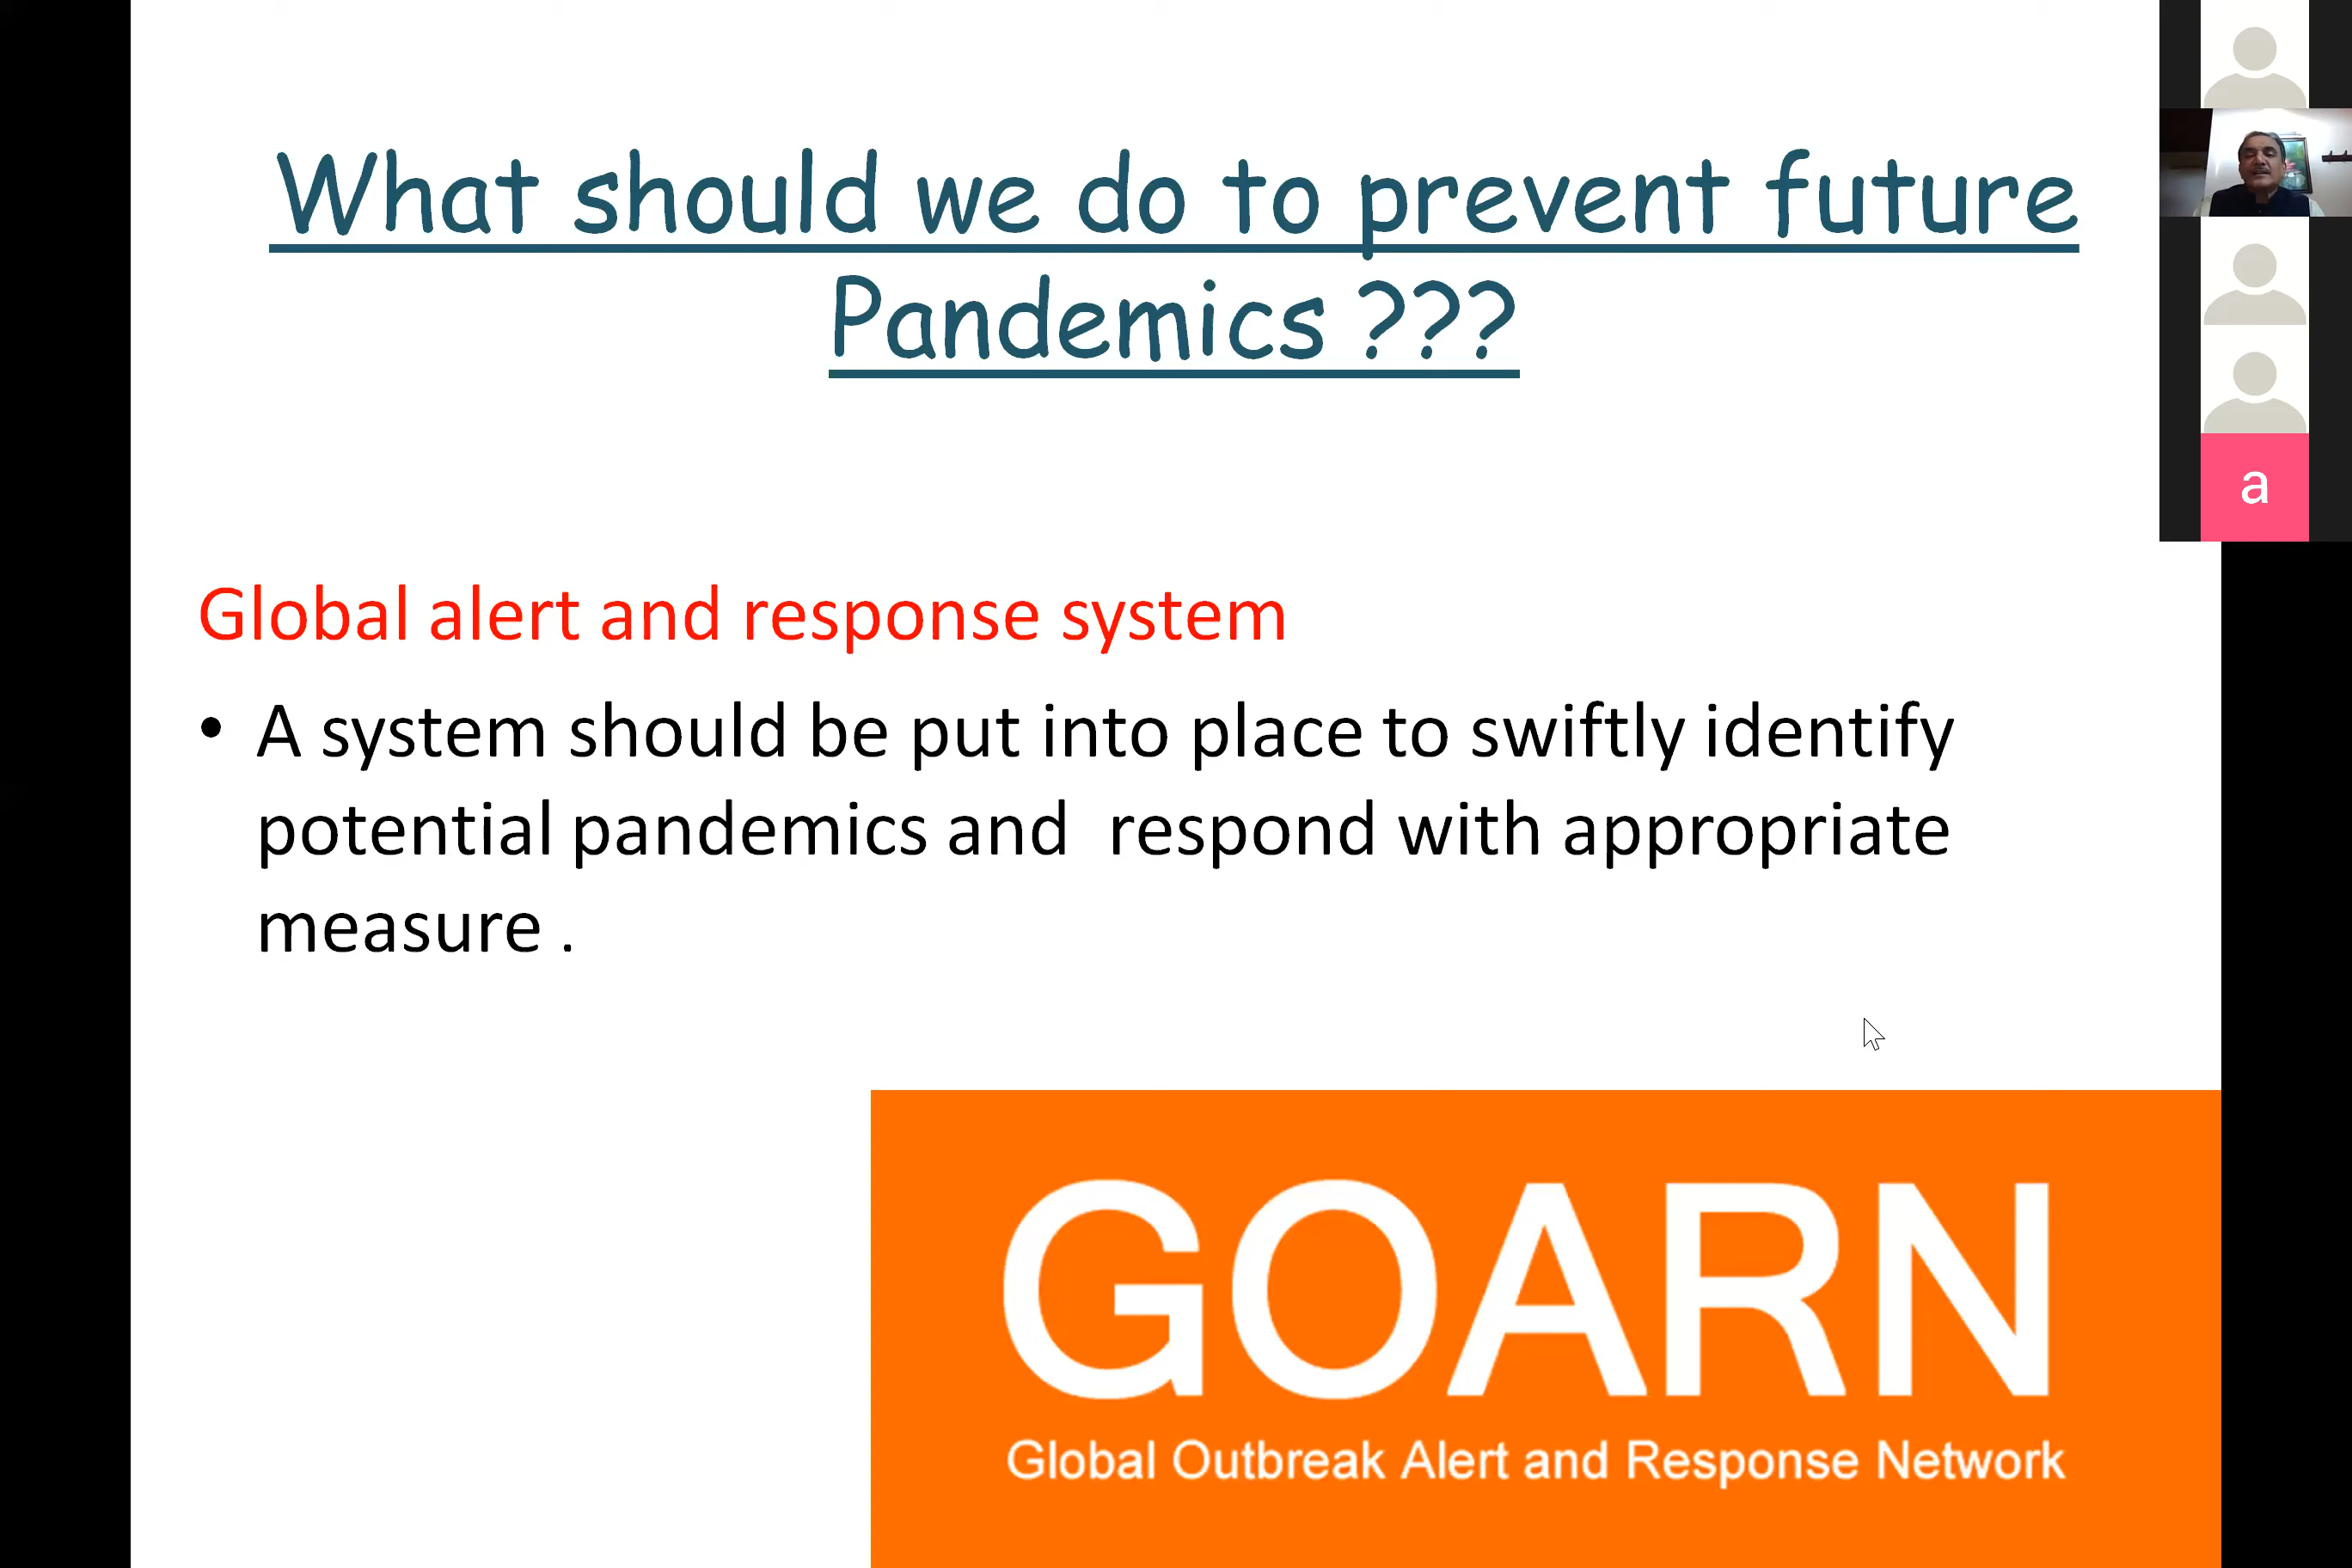 What should we do to prevent future
Pandemics ???
a
Global alert and response system
• A system should be put into place to swiftly identify
potential pandemics and  respond with appropriate
measure .
GOARN
Global Outbreak Alert and Response Network